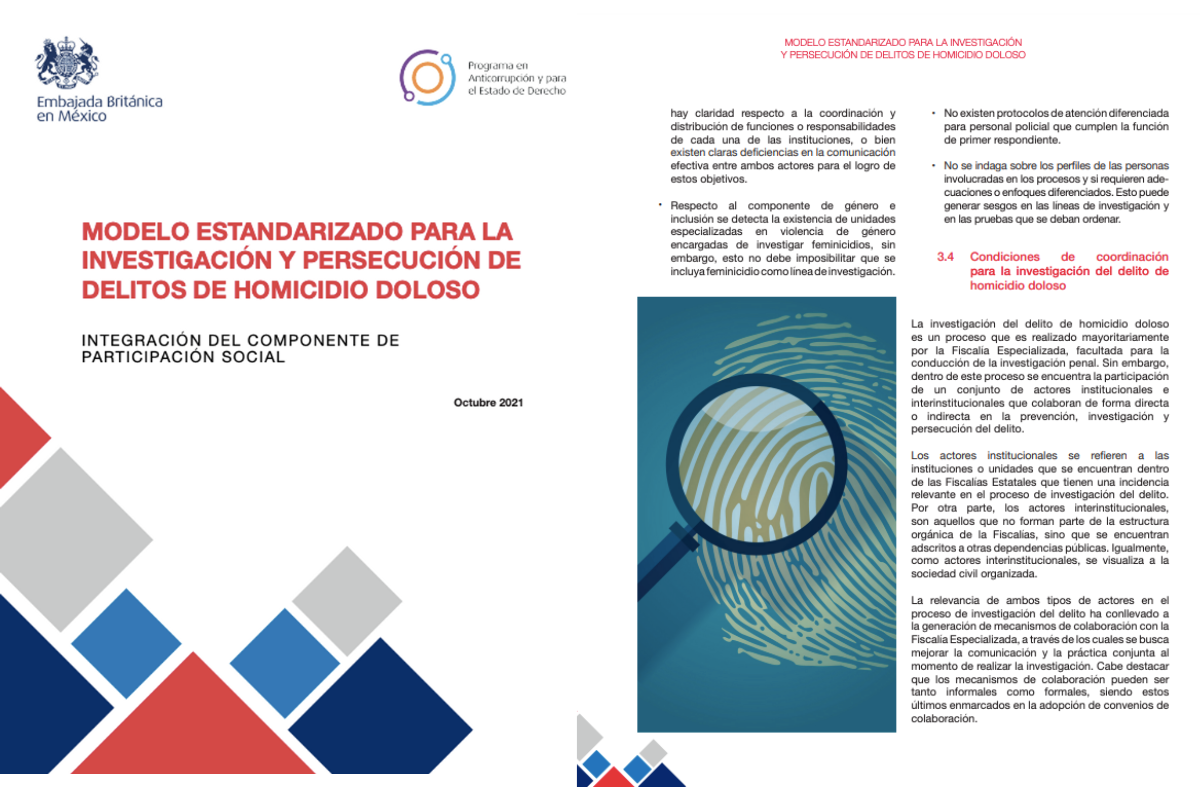 Embajada Británica
en México
Programa en
Anticorrupción y para
el Estado de Derecho
MODELO ESTANDARIZADO PARA LA
INVESTIGACIÓN Y PERSECUCIÓN DE
DELITOS DE HOMICIDIO DOLOSO
INTEGRACIÓN DEL COMPONENTE DE
PARTICIPACIÓN SOCIAL
Octubre 2021
MODELO ESTANDARIZADO PARA LA INVESTIGACIÓN
Y PERSECUCIÓN DE DELITOS DE HOMICIDIO DOLOSO
hay claridad respecto a la coordinación y
distribución de funciones o responsabilidades
de cada una de las instituciones, o bien
existen claras deficiencias en la comunicación
efectiva entre ambos actores para el logro de
estos objetivos.
• Respecto al componente de género e
inclusión se detecta la existencia de unidades
especializadas en violencia de género
encargadas de investigar feminicidios, sin
embargo, esto no debe imposibilitar que se
incluya feminicidio como línea de investigación.
• No existen protocolos de atención diferenciada
para personal policial que cumplen la función
de primer respondiente.
• No se indaga sobre los perfiles de las personas
involucradas en los procesos y si requieren ade-
cuaciones o enfoques diferenciados. Esto puede
generar sesgos en las líneas de investigación y
en las pruebas que se deban ordenar.
3.4 Condiciones de coordinación
para la investigación del delito de
homicidio doloso
La investigación del delito de homicidio doloso
es un proceso que es realizado mayoritariamente
por la Fiscalía Especializada, facultada para la
conducción de la investigación penal. Sin embargo,
dentro de este proceso se encuentra la participación
de un conjunto de actores institucionales e
interinstitucionales que colaboran de forma directa
o indirecta en la prevención, investigación y
persecución del delito.
Los actores institucionales se refieren a las
instituciones o unidades que se encuentran dentro
de las Fiscalías Estatales que tienen una incidencia
relevante en el proceso de investigación del delito.
Por otra parte, los actores interinstitucionales,
son aquellos que no forman parte de la estructura
orgánica de la Fiscalías, sino que se encuentran
adscritos a otras dependencias públicas. Igualmente,
como actores interinstitucionales, se visualiza a la
sociedad civil organizada.
La relevancia de ambos tipos de actores en el
proceso de investigación del delito ha conllevado a
la generación de mecanismos de colaboración con la
Fiscalía Especializada, a través de los cuales se busca
mejorar la comunicación y la práctica conjunta al
momento de realizar la investigación. Cabe destacar
que los mecanismos de colaboración pueden ser
tanto informales como formales, siendo estos
últimos enmarcados en la adopción de convenios de
colaboración.